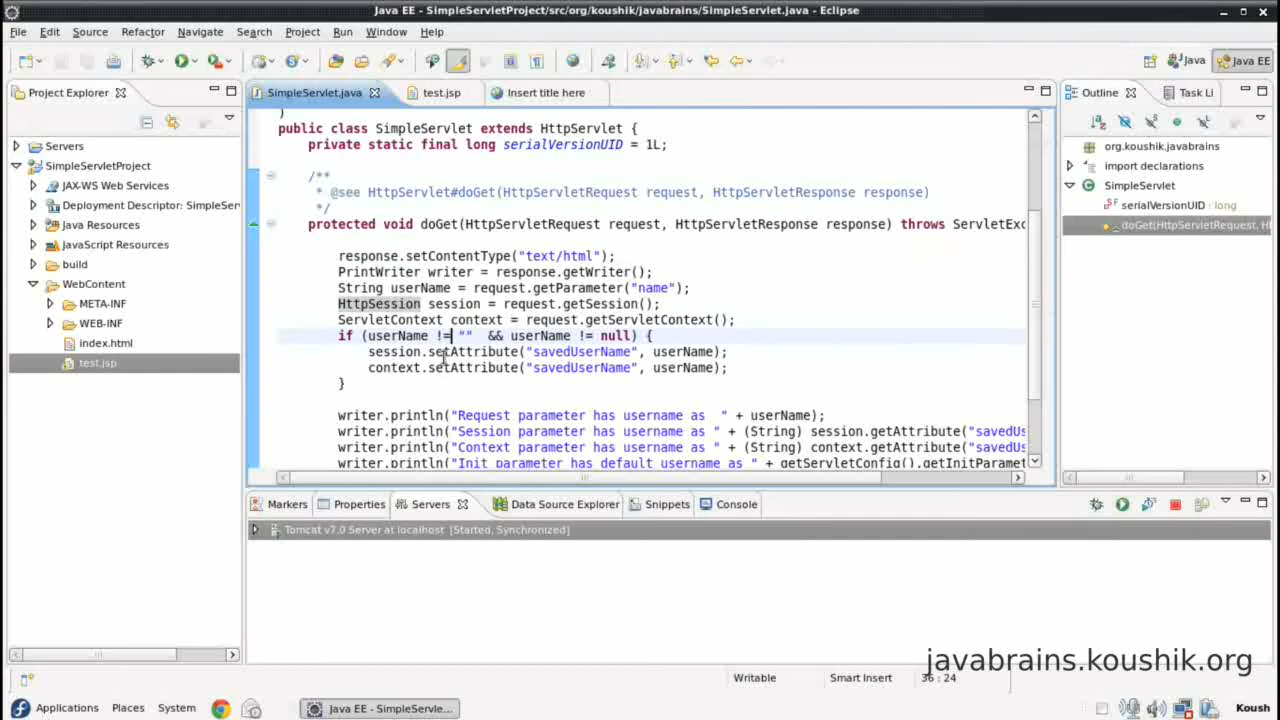 Java EE - SimpleServletProject/src/org/koushik/javabrains/SimpleServlet.java - Eclipse
File Edit Source Refactor Navigate Search Project Run Window Help
Java Java EE
Project Explorer
Servers
SimpleServletProject
JAX-WS Web Services
Deployment Descriptor: SimpleSer
Java Resources
JavaScript Resources
build
WebContent
META-INF
WEB-INF
index.html
test.jsp
SimpleServlet.java test.jsp Insert title here
)
public class SimpleServlet extends HttpServlet {
private static final long serialVersionUID = 1L;
/**
* @see HttpServlet#doGet(HttpServletRequest request, HttpServletResponse response)
*/
protected void doGet(HttpServletRequest request, HttpServletResponse response) throws ServletExc
response.setContentType("text/html");
PrintWriter writer = response.getWriter();
String userName = request.getParameter("name");
HttpSession session = request.getSession();
ServletContext context = request.getServletContext();
if (userName != "" && userName != null) {
session.setAttribute("savedUserName", userName);
context.setAttribute("savedUserName", userName);
}
writer.println("Request parameter has username as " + userName);
writer.println("Session parameter has username as " + (String) session.getAttribute("savedUs
writer.println("Context parameter has username as " + (String) context.getAttribute("savedUs
writer.println("Init parameter has default username as " + getServletConfig().getInitParamet
Outline Task Li
org.koushik.javabrains
import declarations
SimpleServlet
serialVersionUID : long
doGet(HttpServletRequest, H
Markers Properties Servers Data Source Explorer Snippets Console
Tomcat v7.0 Server at localhost [Started, Synchronized]
javabrains.koushik.org
Writable Smart Insert 36 : 24
Applications Places System Java EE - SimpleServle... Koush